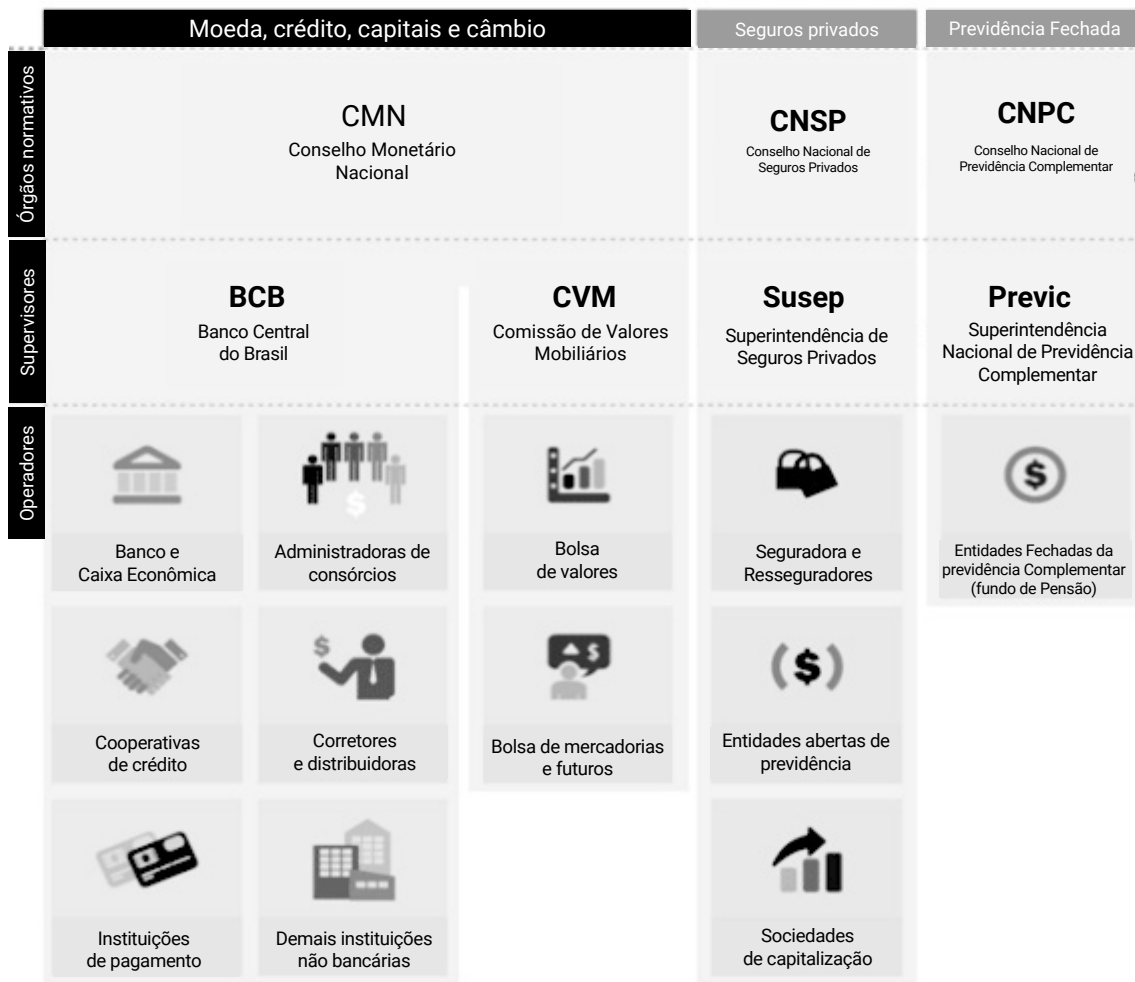 Moeda, crédito, capitais e câmbio
Seguros privados
Previdência Fechada
Órgãos normativos
CMN
Conselho Monetário
Nacional
CNSP
Conselho Nacional de
Seguros Privados
CNPC
Conselho Nacional de
Previdência Complementar
Supervisores
BCB
Banco Central
do Brasil
CVM
Comissão de Valores
Mobiliários
Susep
Superintendência de
Seguros Privados
Previc
Superintendência
Nacional de Previdência
Complementar
Operadores
Banco e
Caixa Econômica
$
Administradoras de
consórcios
Bolsa
de valores
Seguradora e
Resseguradores
$
Entidades Fechadas da
previdência Complementar
(fundo de Pensão)
Cooperativas
de crédito
$
Corretores
e distribuidoras
$
Bolsa de mercadorias
e futuros
($)
Entidades abertas de
previdência
Instituições
de pagamento
Demais instituições
não bancárias
Sociedades
de capitalização